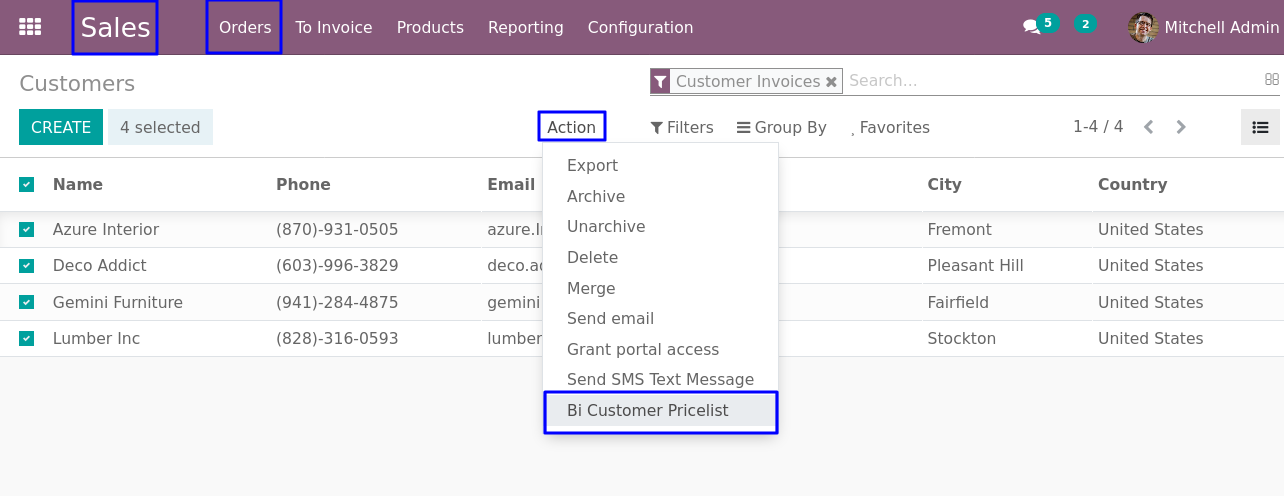 Sales Orders To Invoice Products Reporting Configuration 5 2 Mitchell Admin
Customers
Customer Invoices Search...
CREATE 4 selected Action Filters Group By Favorites 1-4 / 4
Name Phone Email City Country
Azure Interior (870)-931-0505 Fremont United States
Deco Addict (603)-996-3829 Pleasant Hill United States
Gemini Furniture (941)-284-4875 gemini Fairfield United States
Lumber Inc (828)-316-0593 lumber Stockton United States
Export
Archive
Unarchive
Delete
Merge
Send email
Grant portal access
Send SMS Text Message
Bi Customer Pricelist